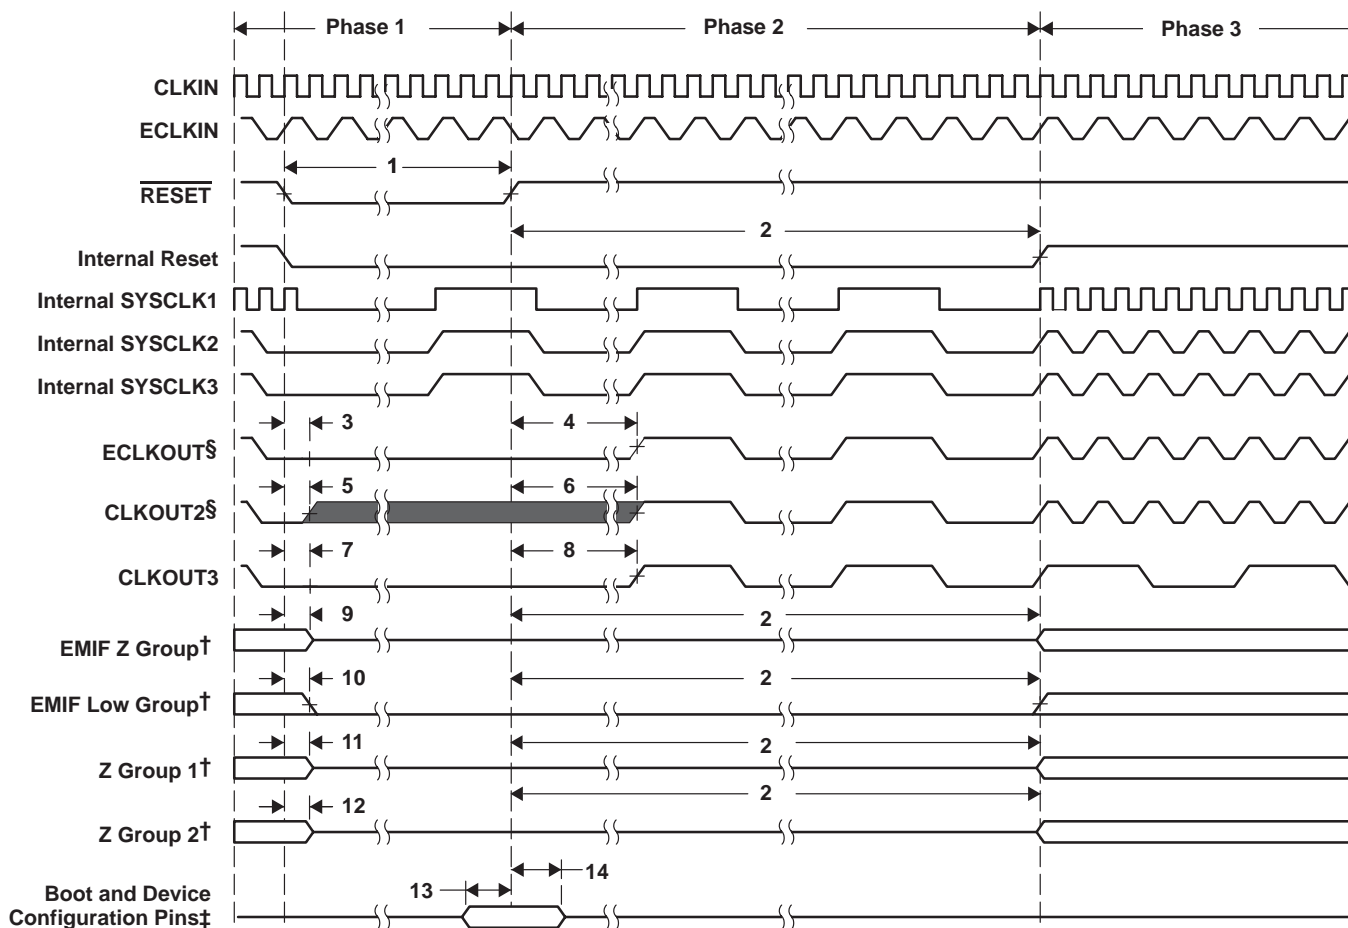 Phase 1
Phase 2
Phase 3
CLKIN
ECLKIN
1
RESET
2
Internal Reset
Internal SYSCLK1
Internal SYSCLK2
Internal SYSCLK3
3
4
ECLKOUT§
5
6
CLKOUT2§
7
8
CLKOUT3
9
2
EMIF Z Group†
10
2
EMIF Low Group†
11
2
Z Group 1†
2
12
Z Group 2†
14
13
Boot and Device
Configuration Pins‡